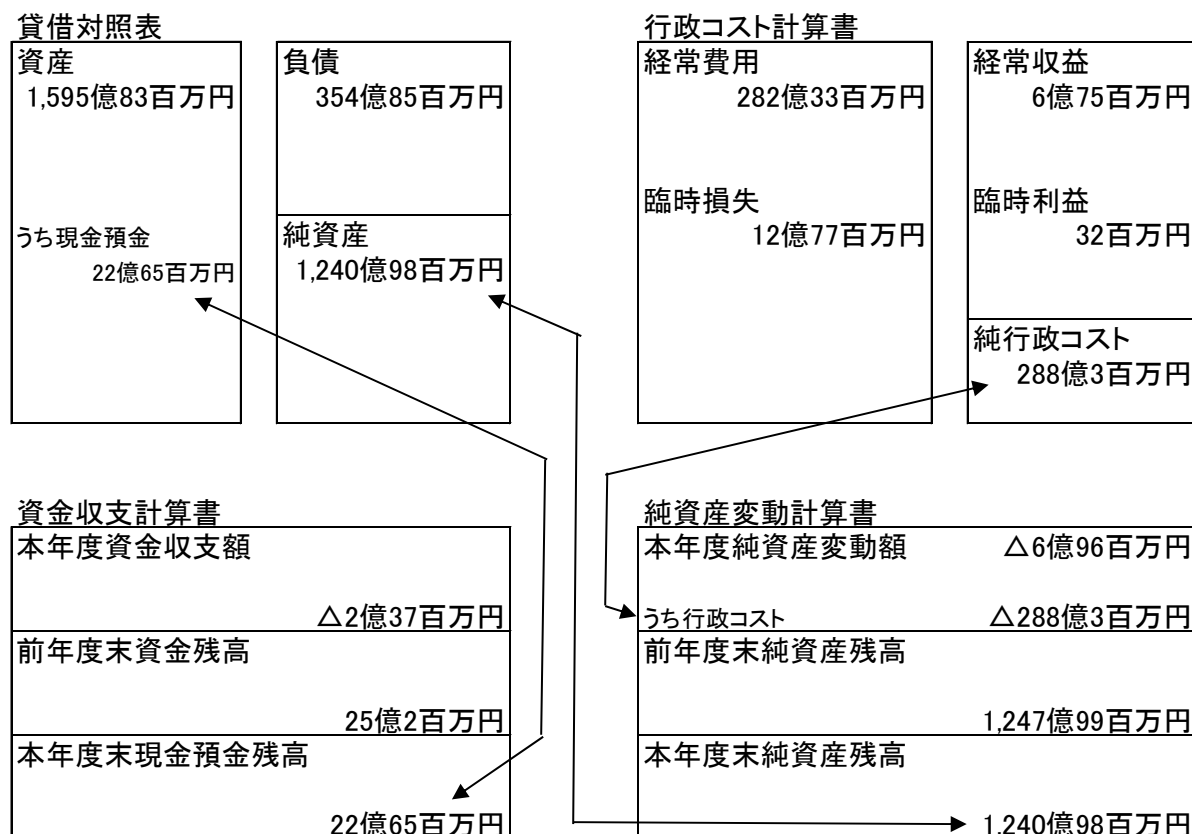 貸借対照表
資産
1,595億83百万円
うち現金預金
22億65百万円
負債
354億85百万円
純資産
1,240億98百万円
行政コスト計算書
経常費用
282億33百万円
臨時損失
12億77百万円
経常収益
6億75百万円
臨時利益
32百万円
純行政コスト
288億3百万円
資金収支計算書
本年度資金収支額
△2億37百万円
前年度末資金残高
25億2百万円
本年度末現金預金残高
22億65百万円
純資産変動計算書
本年度純資産変動額 △6億96百万円
うち行政コスト △288億3百万円
前年度末純資産残高
1,247億99百万円
本年度末純資産残高
1,240億98百万円